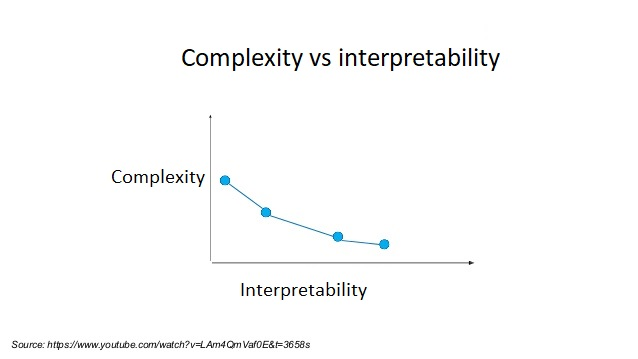 Complexity vs interpretability
Complexity
Interpretability
Source: https://www.youtube.com/watch?v=LAm4QmVaf0E&t=3658s